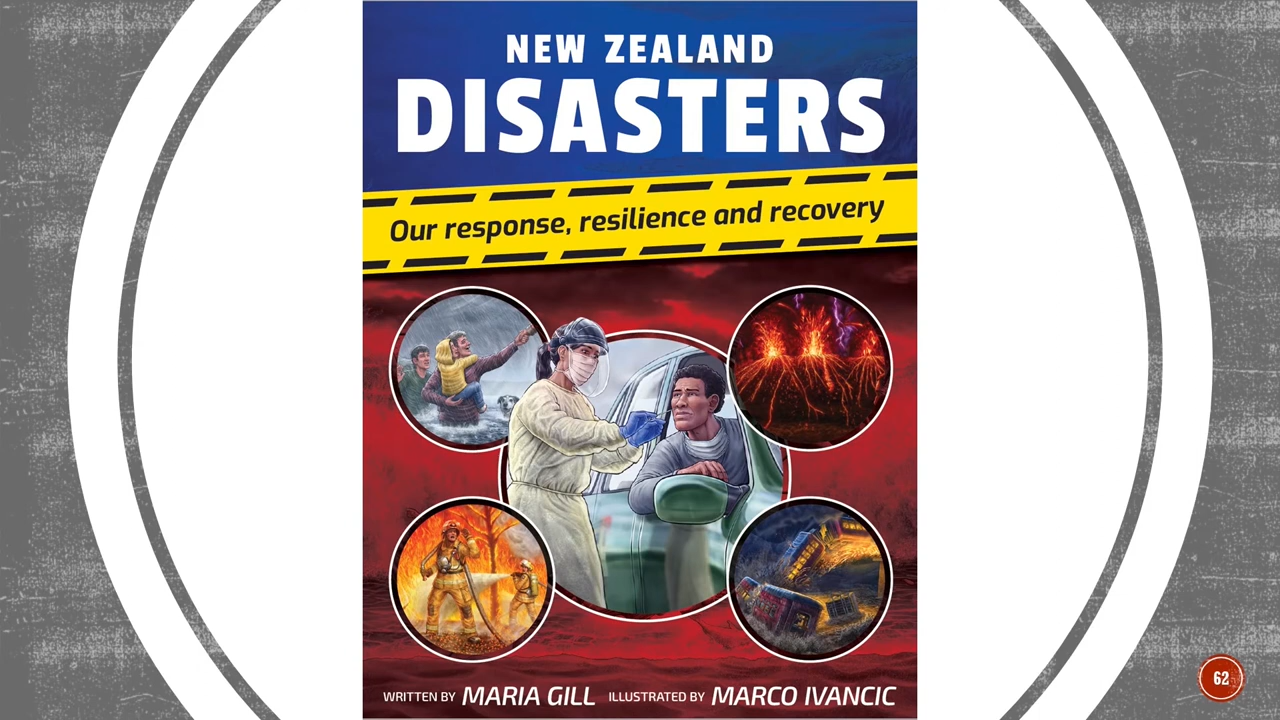 NEW ZEALAND
DISASTERS
Our response, resilience and recovery
WRITTEN BY MARIA GILL ILLUSTRATED BY MARCO IVANCIC
62